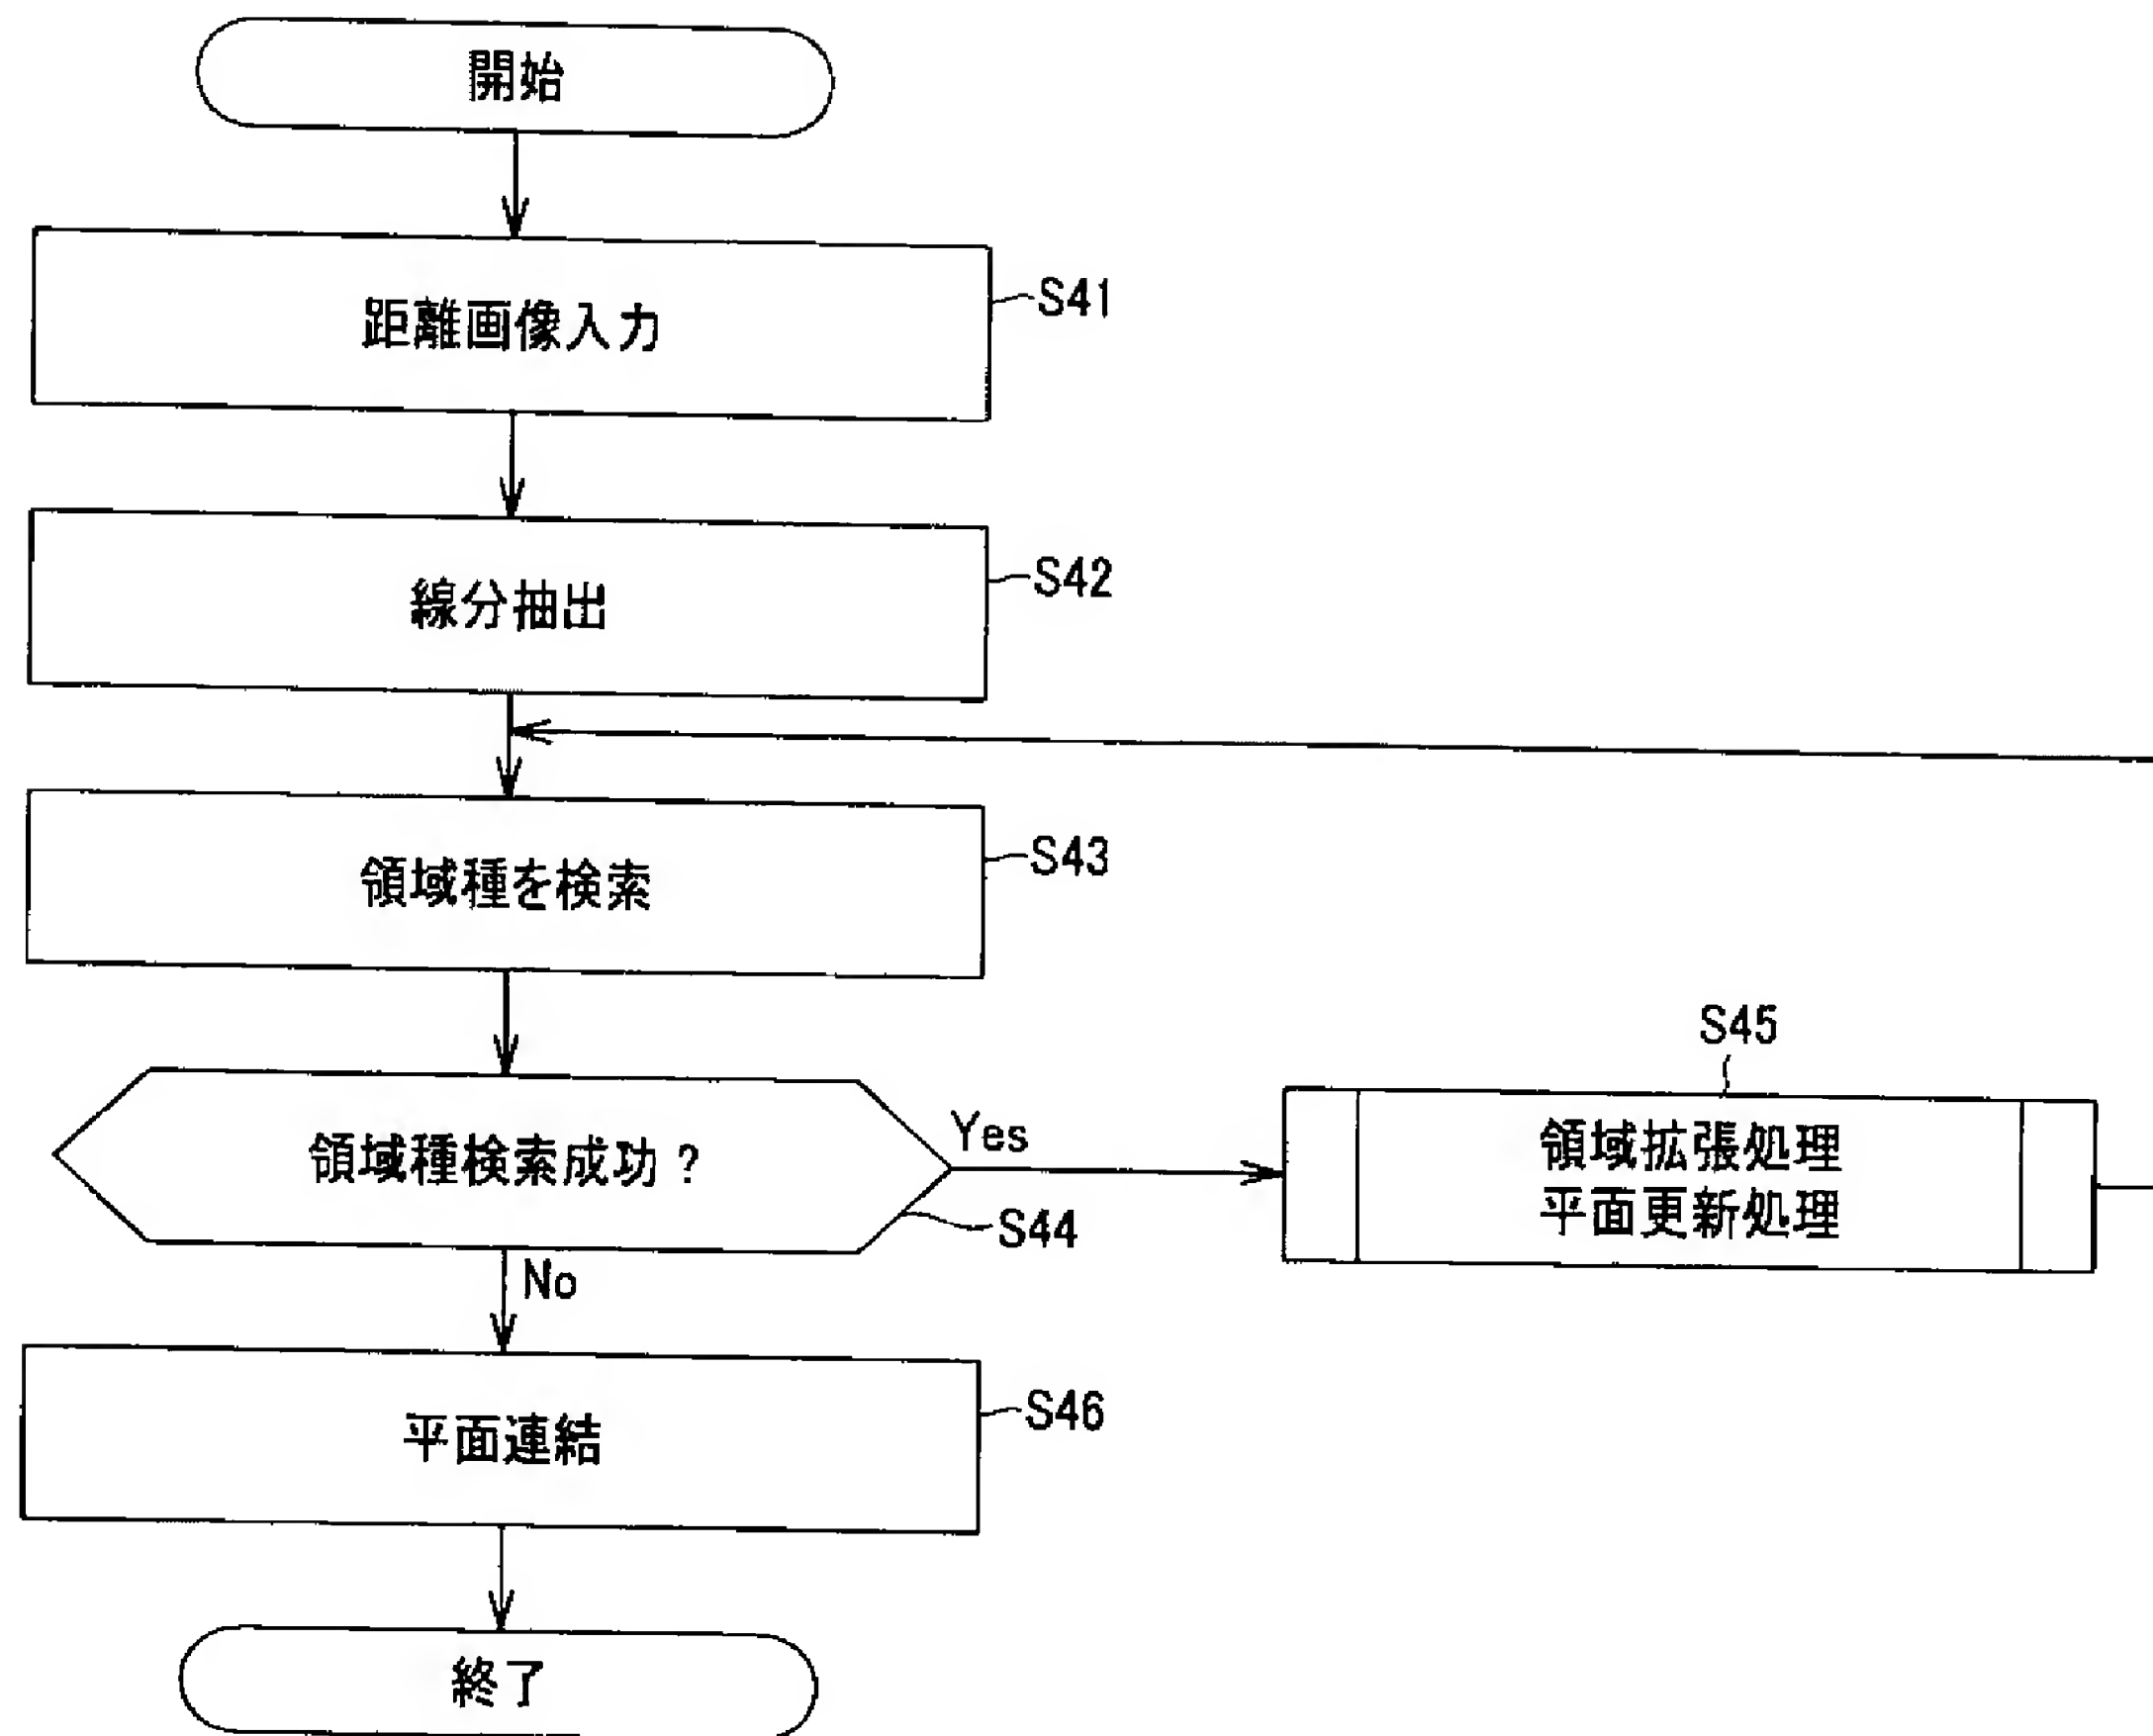 開始
距離画像入力
S41
線分抽出
S42
領域種を検索
S43
領域種検索成功?
Yes
S44
No
S45
領域拡張処理
平面更新処理
平面連結
S46
終了